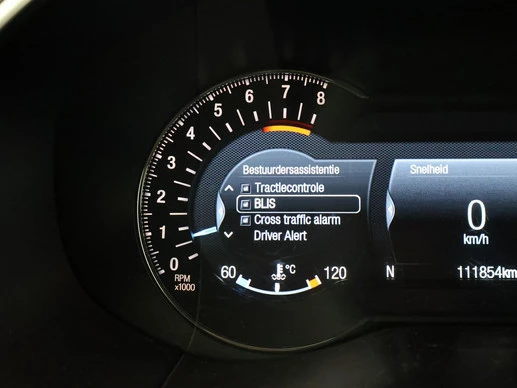 8
7
6
5
4
3
2
1
0
RPM
x1000
Bestuurdersassistentie
Tractiecontrole
BLIS
Cross traffic alarm
Driver Alert
60 °C 120
Snelheid
0
km/h
N 111854km